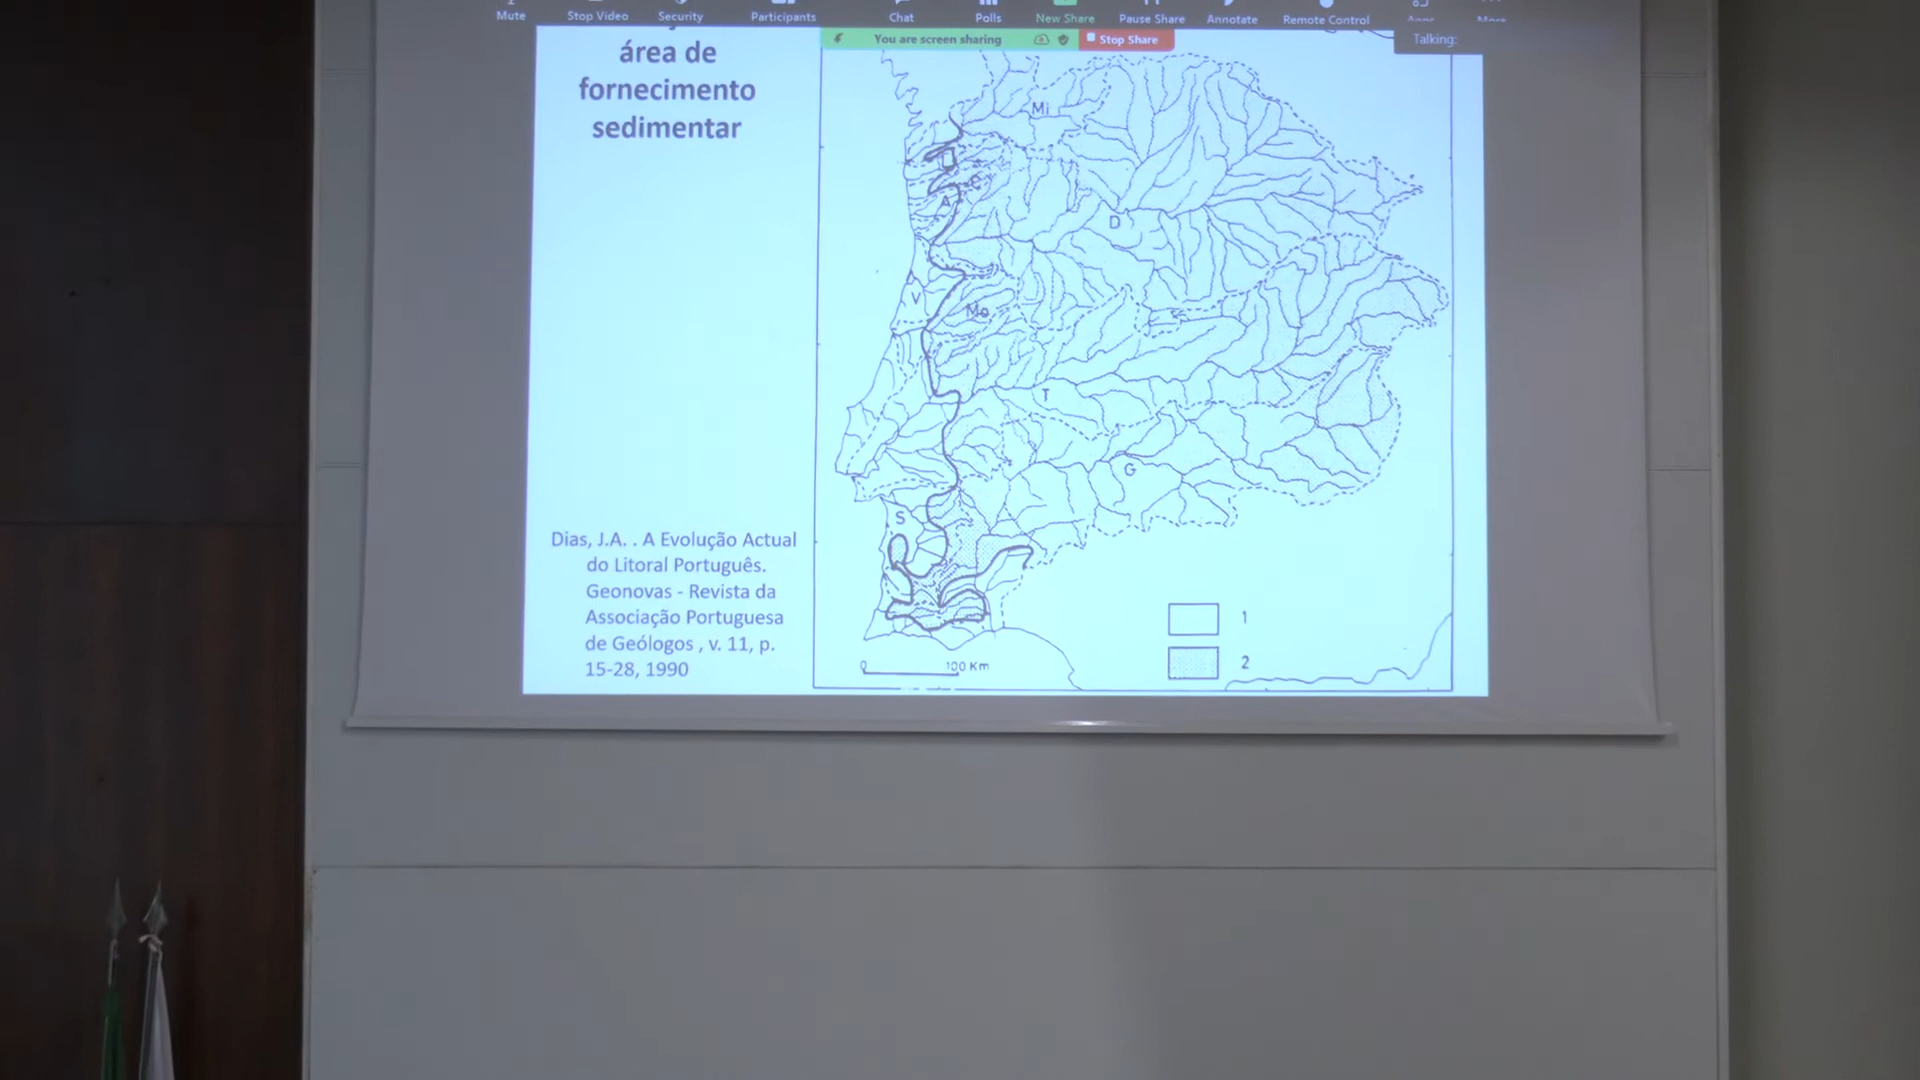 Mute Stop Video Security Participants Chat Polls New Share Pause Share Annotate Remote Control
You are screen sharing Stop Share Talking:
área de
fornecimento
sedimentar
Dias, J.A. . A Evolução Actual
do Litoral Português.
Geonovas - Revista da
Associação Portuguesa
de Geólogos , v. 11, p.
15-28, 1990
Mi
C
A
D
V
Mo
T
G
S
1
2
0 100 Km